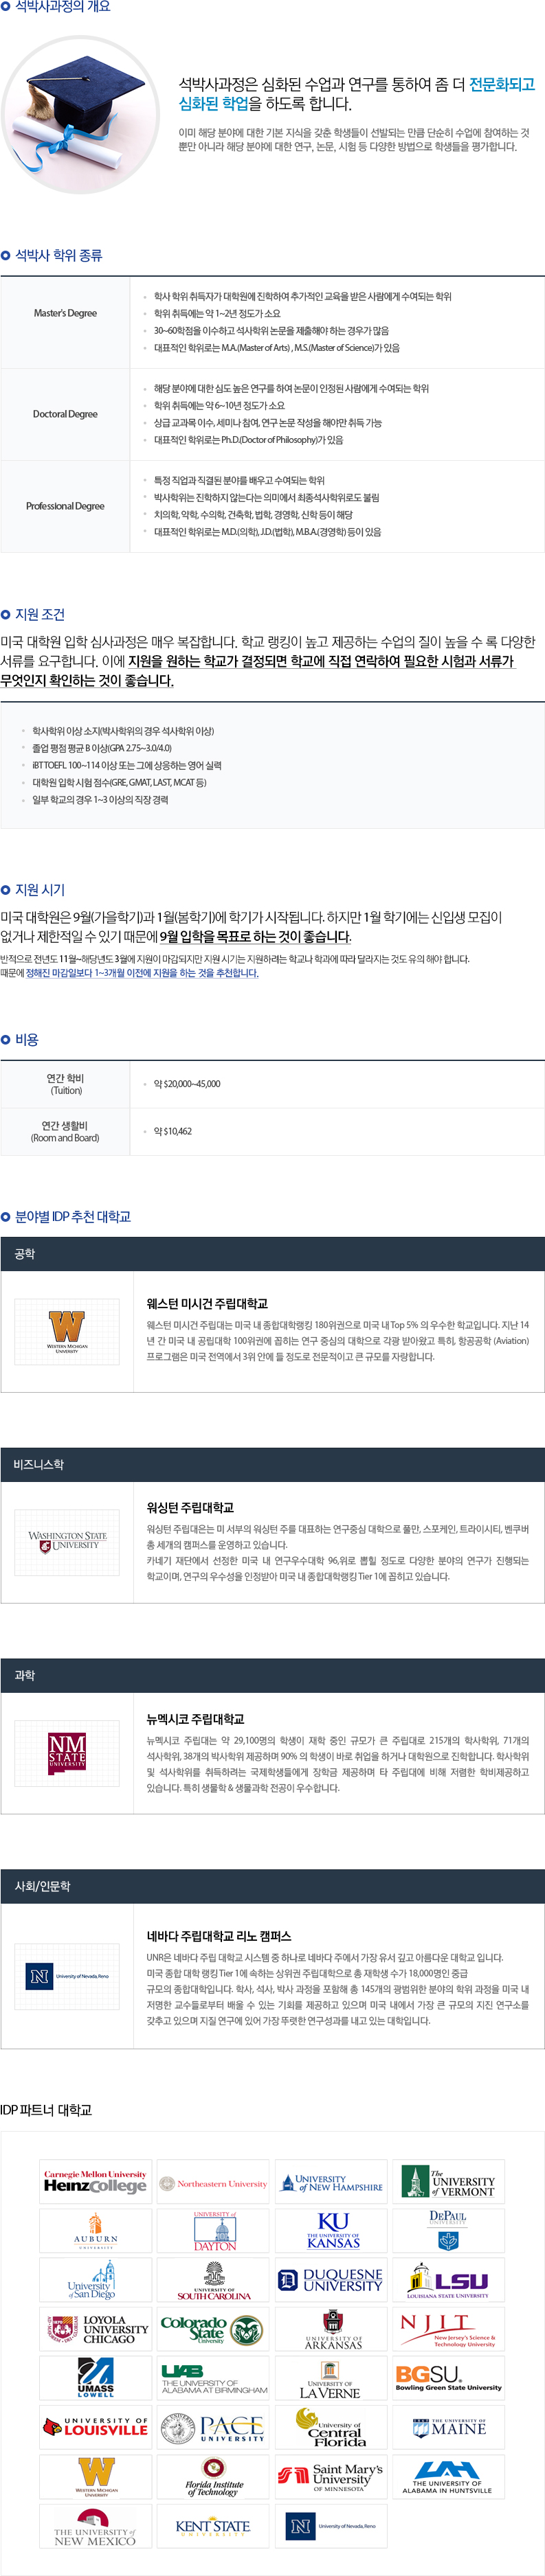 석박사과정의 개요
석박사과정은 심화된 수업과 연구를 통하여 좀 더 전문화되고
심화된 학업을 하도록 합니다.
이미 해당 분야에 대한 기본 지식을 갖춘 학생들이 선발되는 만큼 단순히 수업에 참여하는 것
뿐만 아니라 해당 분야에 대한 연구, 논문, 시험 등 다양한 방법으로 학생들을 평가합니다.
석박사 학위 종류
Master's Degree
학사 학위 취득자가 대학원에 진학하여 추가적인 교육을 받은 사람에게 수여되는 학위
학위 취득에는 약 1~2년 정도가 소요
30~60학점을 이수하고 석사학위 논문을 제출해야 하는 경우가 많음
대표적인 학위로는 M.A.(Master of Arts) , M.S.(Master of Science)가 있음
Doctoral Degree
해당 분야에 대한 심도 높은 연구를 하여 논문이 인정된 사람에게 수여되는 학위
학위 취득에는 약 6~10년 정도가 소요
상급 교과목 이수, 세미나 참여, 연구 논문 작성을 해야만 취득 가능
대표적인 학위로는 Ph.D.(Doctor of Philosophy)가 있음
Professional Degree
특정 직업과 직결된 분야를 배우고 수여되는 학위
박사학위는 진학하지 않는다는 의미에서 최종석사학위로도 불림
치의학, 약학, 수의학, 건축학, 법학, 경영학, 신학 등이 해당
대표적인 학위로는 M.D.(의학), J.D.(법학), M.B.A.(경영학) 등이 있음
지원 조건
미국 대학원 입학 심사과정은 매우 복잡합니다. 학교 랭킹이 높고 제공하는 수업의 질이 높을 수 록 다양한
서류를 요구합니다. 이에 지원을 원하는 학교가 결정되면 학교에 직접 연락하여 필요한 시험과 서류가
무엇인지 확인하는 것이 좋습니다.
학사학위 이상 소지(박사학위의 경우 석사학위 이상)
졸업 평점 평균 B 이상(GPA 2.75~3.0/4.0)
iBT TOEFL 100~114 이상 또는 그에 상응하는 영어 실력
대학원 입학 시험 점수(GRE, GMAT, LAST, MCAT 등)
일부 학교의 경우 1~3 이상의 직장 경력
지원 시기
미국 대학원은 9월(가을학기)과 1월(봄학기)에 학기가 시작됩니다. 하지만 1월 학기에는 신입생 모집이
없거나 제한적일 수 있기 때문에 9월 입학을 목표로 하는 것이 좋습니다.
반적으로 전년도 11월~해당년도 3월에 지원이 마감되지만 지원 시기는 지원하려는 학교나 학과에 따라 달라지는 것도 유의 해야 합니다.
때문에 정해진 마감일보다 1~3개월 이전에 지원을 하는 것을 추천합니다.
비용
연간 학비
(Tuition)
약 $20,000~45,000
연간 생활비
(Room and Board)
약 $10,462
분야별 IDP 추천 대학교
공학
W
WESTERN MICHIGAN
UNIVERSITY
웨스턴 미시건 주립대학교
웨스턴 미시건 주립대는 미국 내 종합대학랭킹 180위권으로 미국 내 Top 5% 의 우수한 학교입니다. 지난 14
년 간 미국 내 공립대학 100위권에 꼽히는 연구 중심의 대학으로 각광 받아왔고 특히, 항공공학 (Aviation)
프로그램은 미국 전역에서 3위 안에 들 정도로 전문적이고 큰 규모를 자랑합니다.
비즈니스학
WASHINGTON STATE
UNIVERSITY
워싱턴 주립대학교
워싱턴 주립대은는 미 서부의 워싱턴 주를 대표하는 연구중심 대학으로 풀만, 스포케인, 트라이시티, 벤쿠버
총 세개의 캠퍼스를 운영하고 있습니다.
카네기 재단에서 선정한 미국 내 연구우수대학 96,위로 뽑힐 정도로 다양한 분야의 연구가 진행되는
학교이며, 연구의 우수성을 인정받아 미국 내 종합대학랭킹 Tier 1에 꼽히고 있습니다.
과학
NM
STATE
UNIVERSITY
뉴멕시코 주립대학교
뉴멕시코 주립대는 약 29,100명의 학생이 재학 중인 규모가 큰 주립대로 215개의 학사학위, 71개의
석사학위, 38개의 박사학위 제공하며 90% 의 학생이 바로 취업을 하거나 대학원으로 진학합니다. 학사학위
및 석사학위를 취득하려는 국제학생들에게 장학금 제공하며 타 주립대에 비해 저렴한 학비제공하고
있습니다. 특히 생물학 & 생물과학 전공이 우수합니다.
사회/인문학
N
University of Nevada, Reno
네바다 주립대학교 리노 캠퍼스
UNR은 네바다 주립 대학교 시스템 중 하나로 네바다 주에서 가장 유서 깊고 아름다운 대학교 입니다.
미국 종합 대학 랭킹 Tier 1에 속하는 상위권 주립대학으로 총 재학생 수가 18,000명인 중급
규모의 종합대학입니다. 학사, 석사, 박사 과정을 포함해 총 145개의 광범위한 분야의 학위 과정을 미국 내
저명한 교수들로부터 배울 수 있는 기회를 제공하고 있으며 미국 내에서 가장 큰 규모의 지진 연구소를
갖추고 있으며 지질 연구에 있어 가장 뚜렷한 연구성과를 내고 있는 대학입니다.
IDP 파트너 대학교
Carnegie Mellon University
HeinzCollege
Northeastern University
UNIVERSITY
of NEW HAMPSHIRE
The
UNIVERSITY
of VERMONT
AUBURN
UNIVERSITY
UNIVERSITY of
DAYTON
KU
THE UNIVERSITY OF
KANSAS
DEPAUL
UNIVERSITY
University
of San Diego
UNIVERSITY OF
SOUTH CAROLINA
D
DUQUESNE
UNIVERSITY
LSU
LOUISIANA STATE UNIVERSITY
LOYOLA
UNIVERSITY
CHICAGO
Colorado
State
University
UNIVERSITY OF
ARKANSAS
NJIT
New Jersey's Science &
Technology University
UMASS
LOWELL
UAB
THE UNIVERSITY OF
ALABAMA AT BIRMINGHAM
UNIVERSITY OF
LA VERNE
BGSU.
Bowling Green State University
UNIVERSITY OF
LOUISVILLE
PACE
UNIVERSITY
University of
Central
Florida
THE UNIVERSITY OF
MAINE
W
WESTERN MICHIGAN
UNIVERSITY
Florida Institute
of Technology
Saint Mary's
University
OF MINNESOTA
UAH
THE UNIVERSITY OF
ALABAMA IN HUNTSVILLE
THE UNIVERSITY of
NEW MEXICO
KENT STATE
UNIVERSITY
N
University of Nevada, Reno